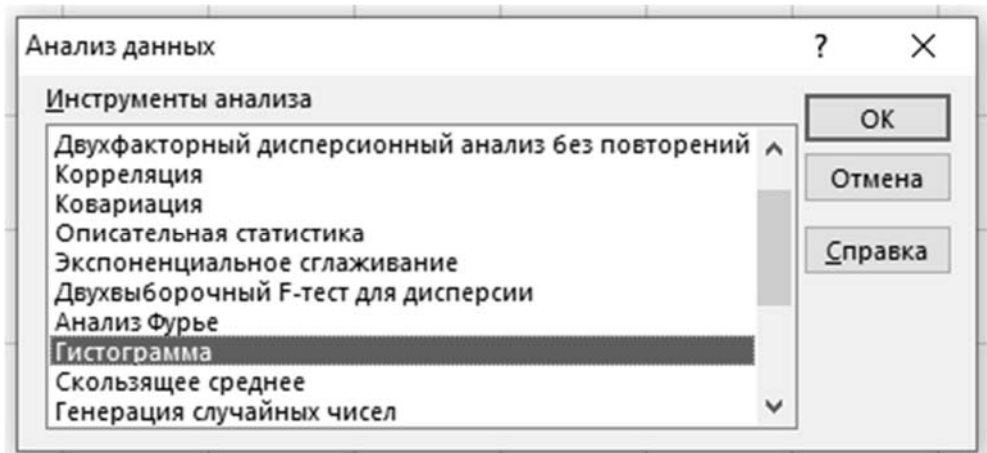 Анализ данных
?
Инструменты анализа
Двухфакторный дисперсионный анализ без повторений
Корреляция
Ковариация
Описательная статистика
Экспоненциальное сглаживание
Двухвыборочный F-тест для дисперсии
Анализ Фурье
Гистограмма
Скользящее среднее
Генерация случайных чисел
ОК
Отмена
Справка